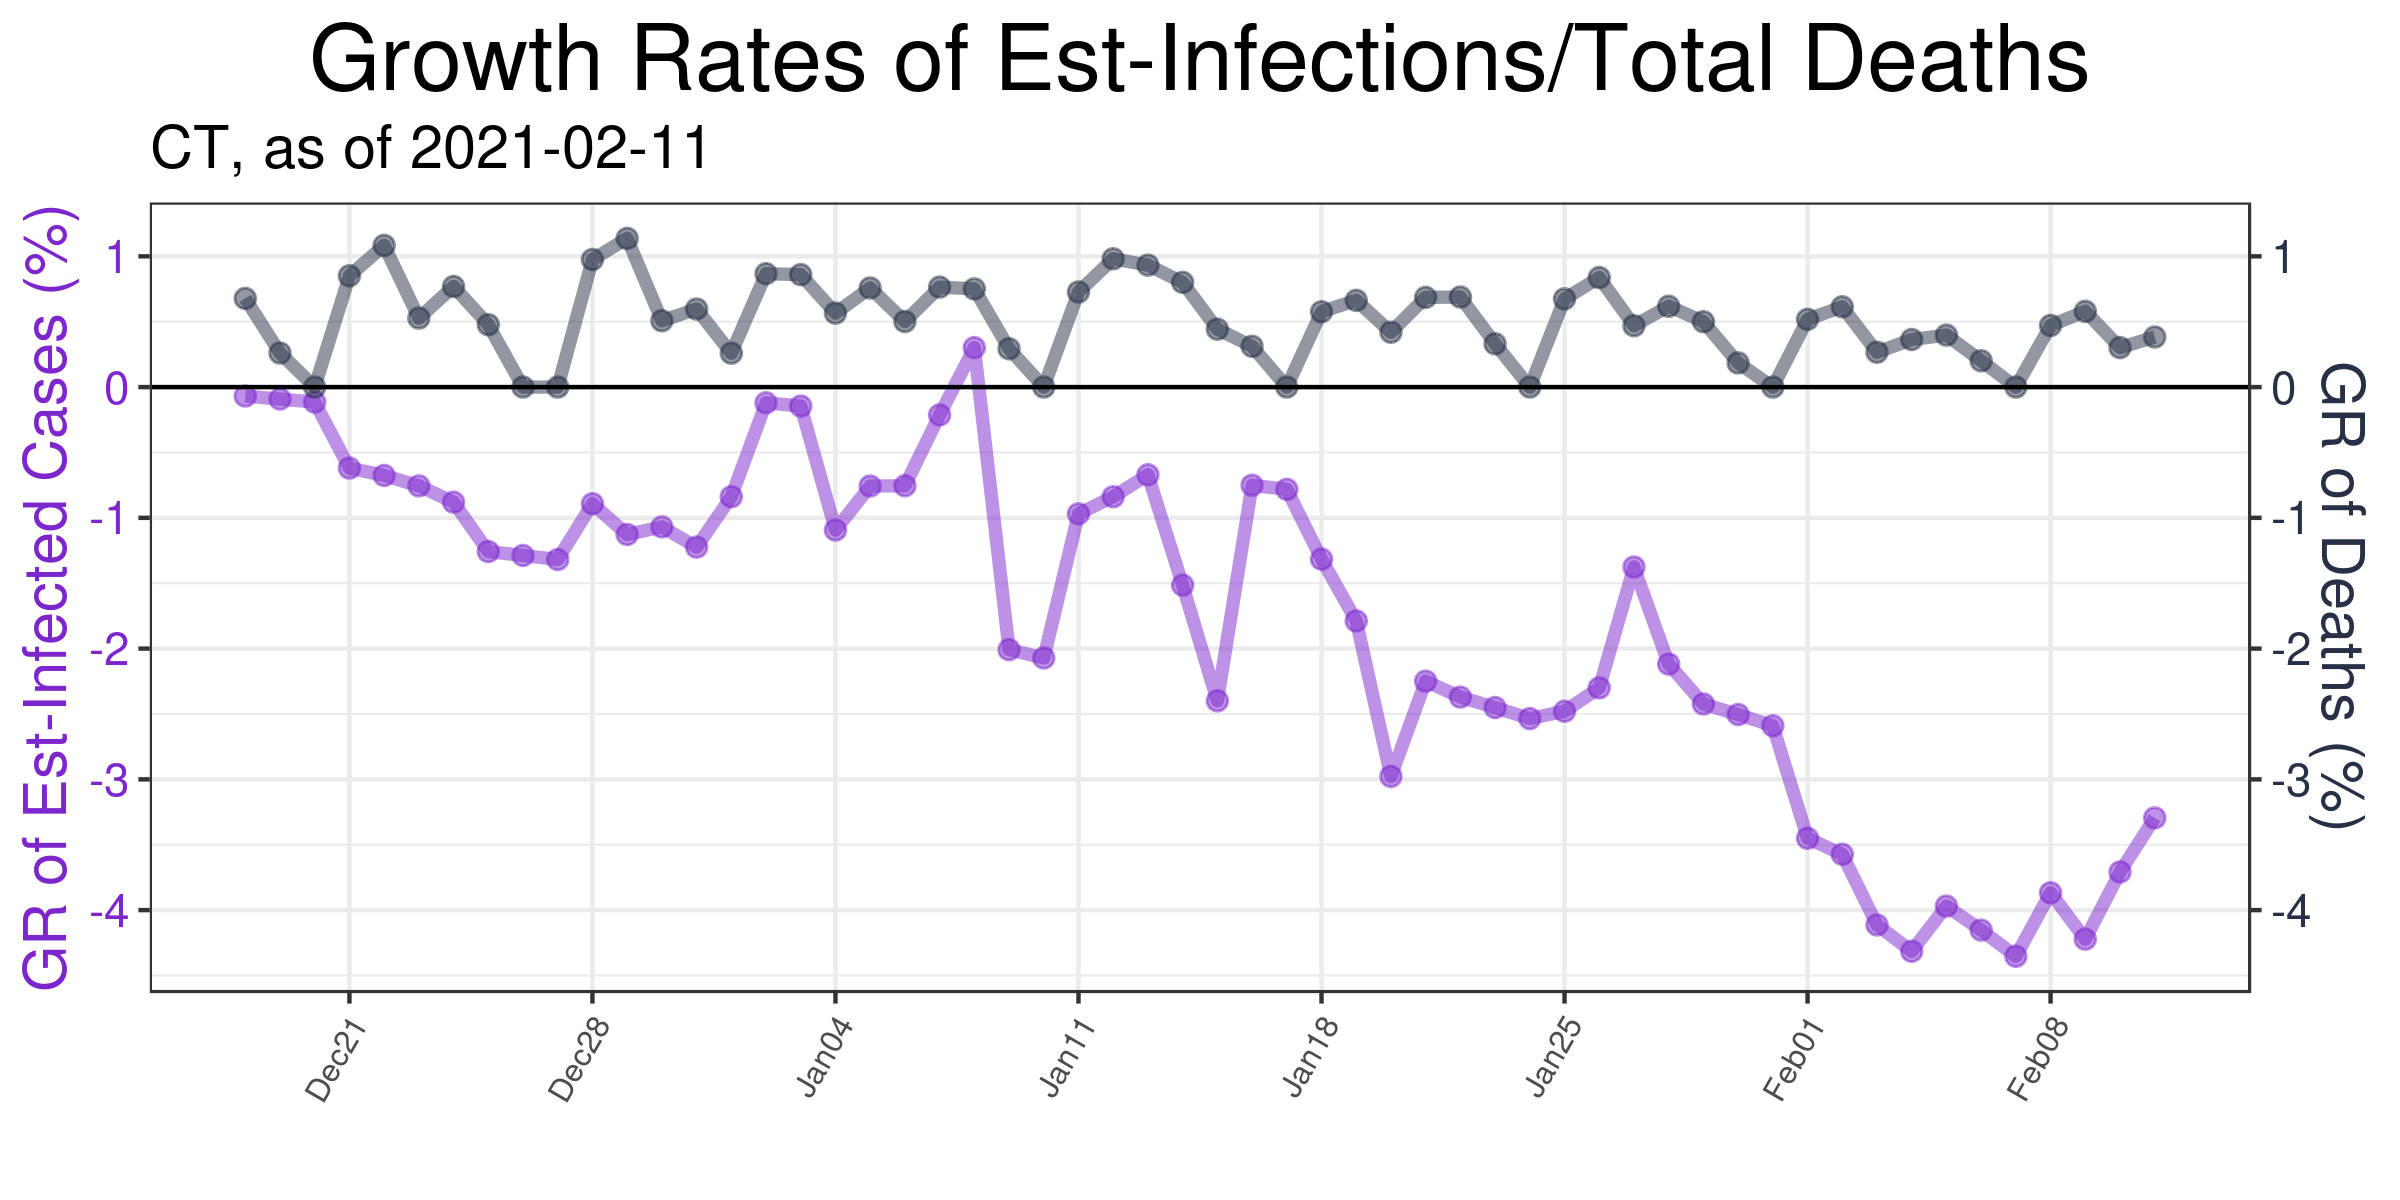 Growth Rates of Est-Infections/Total Deaths
CT, as of 2021-02-11
GR of Est-Infected Cases (%)
1
0
-1
-2
-3
-4
1
0
-1
-2
-3
-4
GR of Deaths (%)
Dec21
Dec28
Jan04
Jan11
Jan18
Jan25
Feb01
Feb08